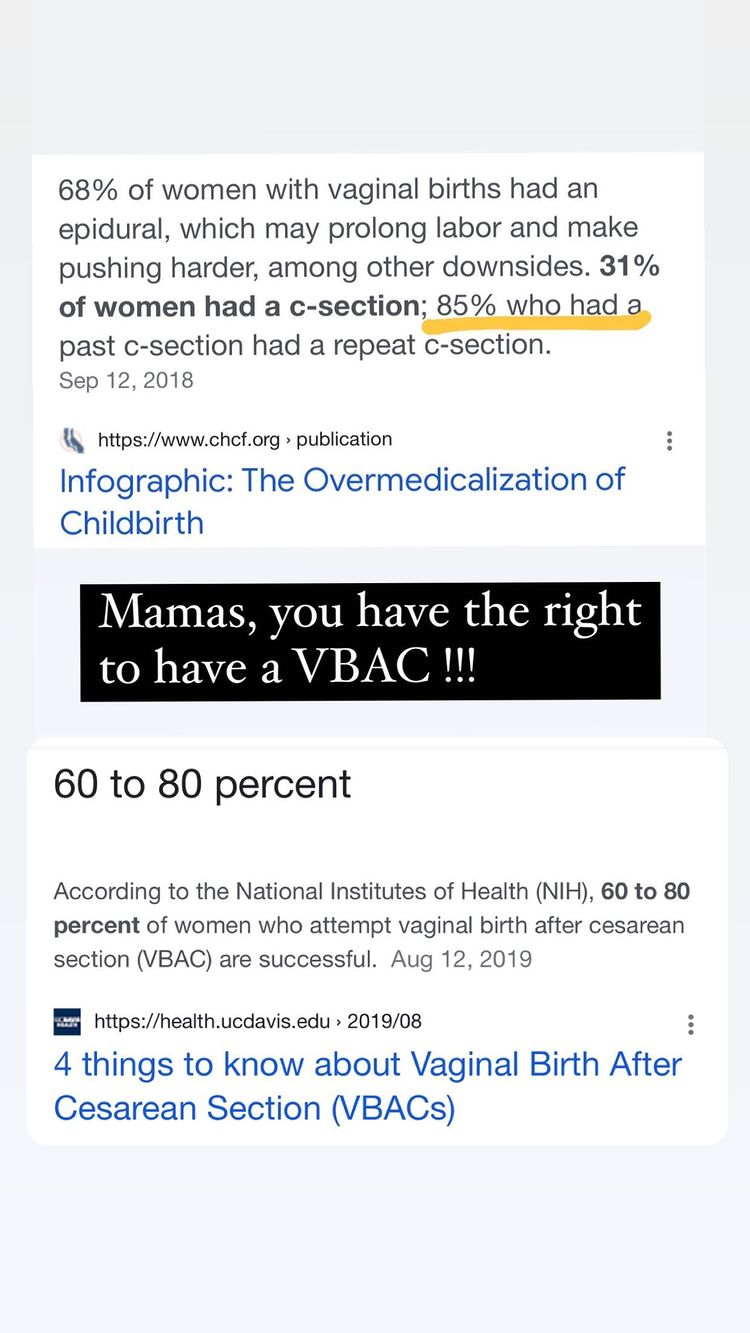 68% of women with vaginal births had an
epidural, which may prolong labor and make
pushing harder, among other downsides. 31%
of women had a c-section; 85% who had a
past c-section had a repeat c-section.
Sep 12, 2018
https://www.chcf.org › publication
Infographic: The Overmedicalization of
Childbirth
Mamas, you have the right
to have a VBAC !!!
60 to 80 percent
According to the National Institutes of Health (NIH), 60 to 80
percent of women who attempt vaginal birth after cesarean
section (VBAC) are successful. Aug 12, 2019
UC DAVIS
HEALTH
https://health.ucdavis.edu › 2019/08
4 things to know about Vaginal Birth After
Cesarean Section (VBACs)